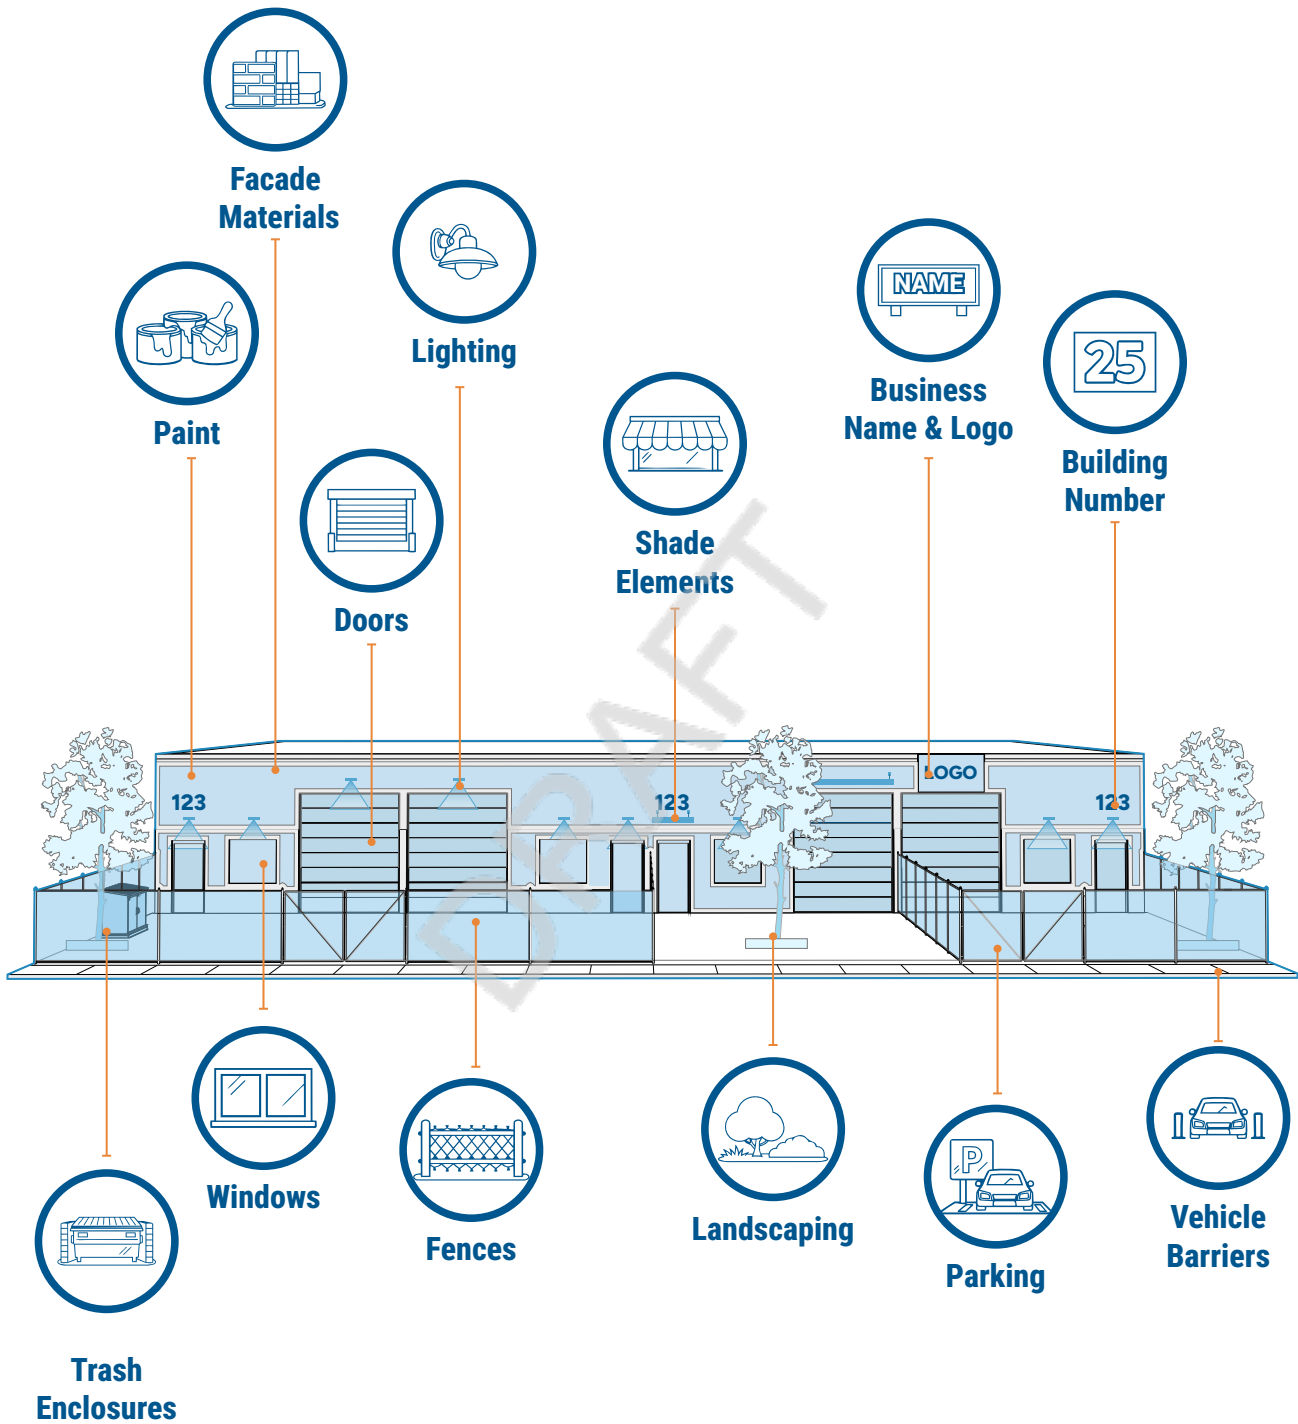 Facade
Materials
Paint
Lighting
Doors
NAME
Business
Name & Logo
25
Building
Number
Shade
Elements
DRAFT
LOGO
123
123
123
Windows
Fences
Landscaping
P
Parking
Vehicle
Barriers
Trash
Enclosures